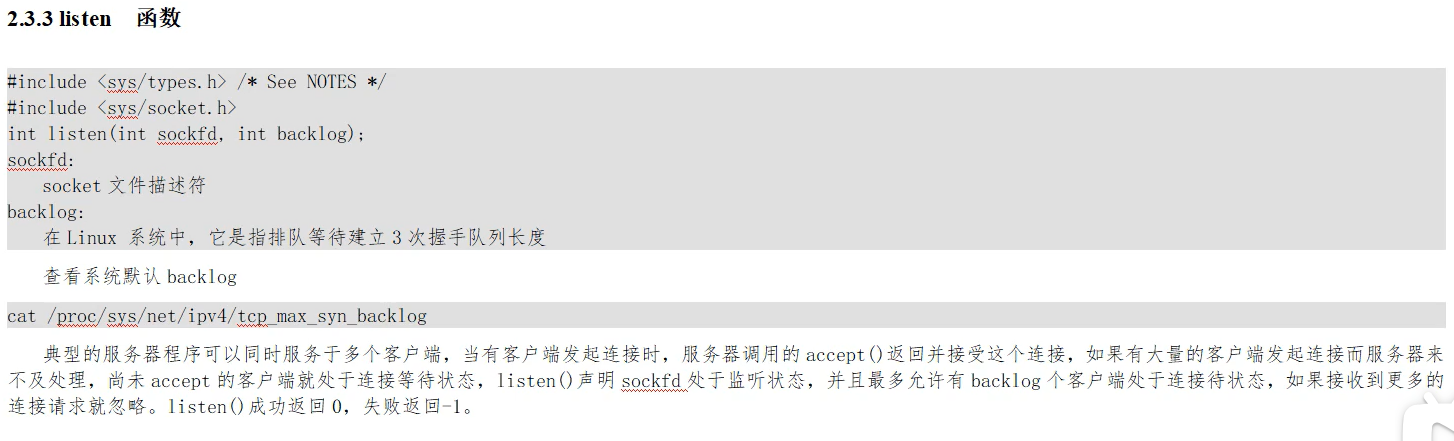 2.3.3 listen 函数
#include <sys/types.h> /* See NOTES */
#include <sys/socket.h>
int listen(int sockfd, int backlog);
sockfd:
socket 文件描述符
backlog:
在 Linux 系统中，它是指排队等待建立 3 次握手队列长度
查看系统默认 backlog
cat /proc/sys/net/ipv4/tcp_max_syn_backlog
典型的服务器程序可以同时服务于多个客户端，当有客户端发起连接时，服务器调用的 accept()返回并接受这个连接，如果有大量的客户端发起连接而服务器来
不及处理，尚未 accept 的客户端就处于连接等待状态，listen()声明 sockfd 处于监听状态，并且最多允许有 backlog 个客户端处于连接待状态，如果接收到更多的
连接请求就忽略。listen()成功返回 0，失败返回-1。